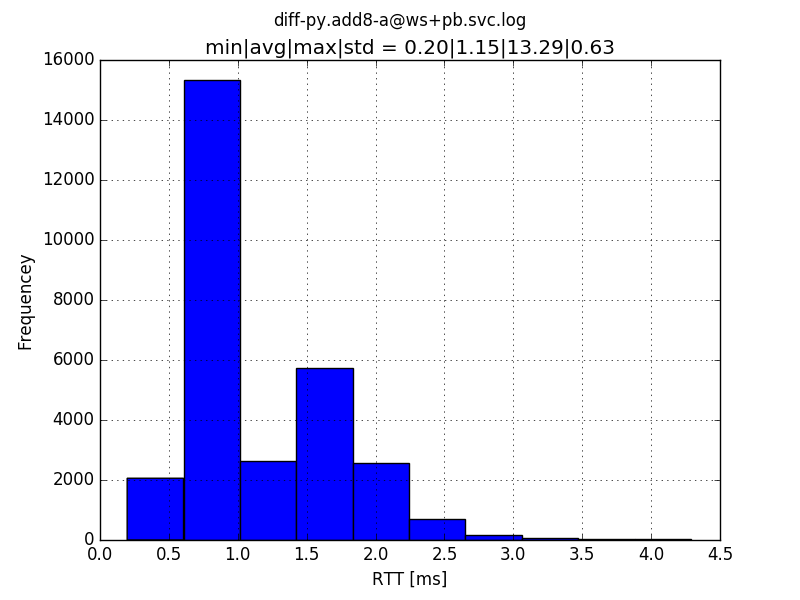 diff-py.add8-a@ws+pb.svc.log
min|avg|max|std = 0.20|1.15|13.29|0.63
16000
14000
12000
10000
8000
6000
4000
2000
0
Frequencey
0.0 0.5 1.0 1.5 2.0 2.5 3.0 3.5 4.0 4.5
RTT [ms]